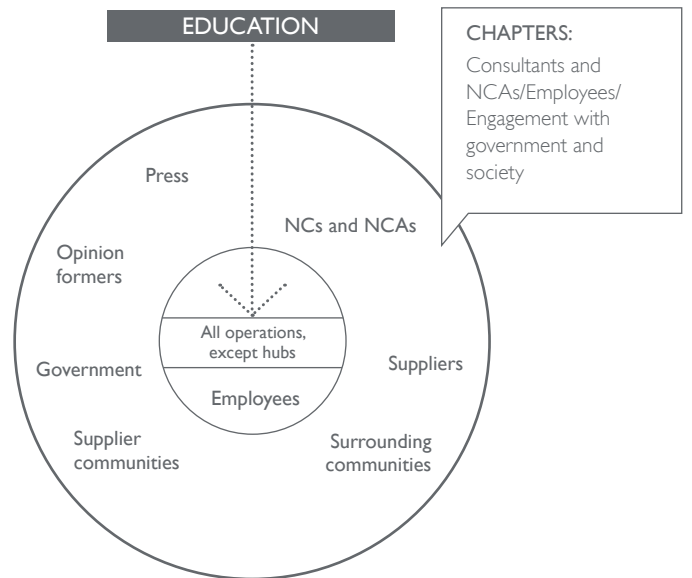 EDUCATION
CHAPTERS:
Consultants and
NCAs/Employees/
Engagement with
government and
society
Press
NCs and NCAs
Opinion
formers
All operations,
except hubs
Government
Suppliers
Employees
Supplier
communities
Surrounding
communities